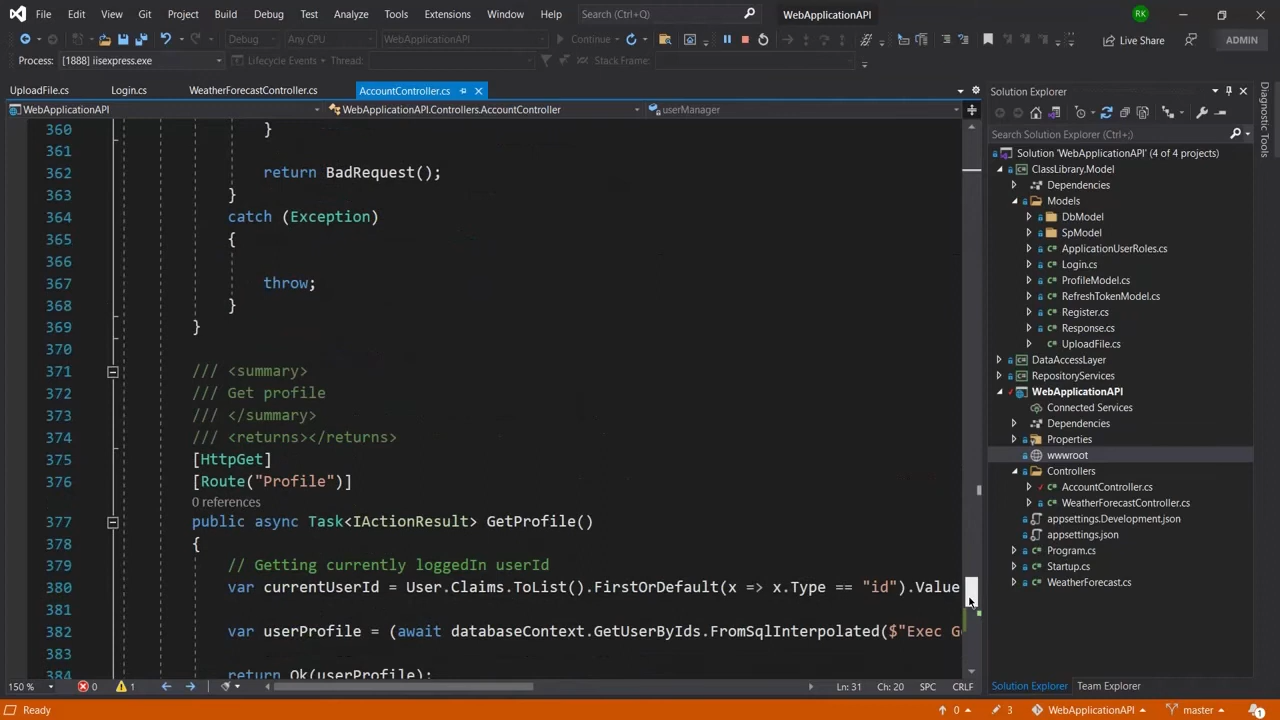 File Edit View Git Project Build Debug Test Analyze Tools Extensions Window Help Search (Ctrl+Q) WebApplicationAPI RK
Debug Any CPU WebApplicationAPI Continue Live Share ADMIN
Process: [1888] iisexpress.exe Lifecycle Events Thread: Stack Frame:
UploadFile.cs Login.cs WeatherForecastController.cs AccountController.cs
WebApplicationAPI WebApplicationAPI.Controllers.AccountController userManager
360 }
361
362 return BadRequest();
363 }
364 catch (Exception)
365 {
366
367 throw;
368 }
369 }
370
371 /// <summary>
372 /// Get profile
373 /// </summary>
374 /// <returns></returns>
375 [HttpGet]
376 [Route("Profile")]
0 references
377 public async Task<IActionResult> GetProfile()
378 {
379 // Getting currently loggedIn userId
380 var currentUserId = User.Claims.ToList().FirstOrDefault(x => x.Type == "id").Value
381
382 var userProfile = (await databaseContext.GetUserByIds.FromSqlInterpolated($"Exec G
383
384 return Ok(userProfile);
150 % 0 1 Ln: 31 Ch: 20 SPC CRLF
Solution Explorer
Search Solution Explorer (Ctrl+;)
Solution 'WebApplicationAPI' (4 of 4 projects)
ClassLibrary.Model
Dependencies
Models
DbModel
SpModel
ApplicationUserRoles.cs
Login.cs
ProfileModel.cs
RefreshTokenModel.cs
Register.cs
Response.cs
UploadFile.cs
DataAccessLayer
RepositoryServices
WebApplicationAPI
Connected Services
Dependencies
Properties
wwwroot
Controllers
AccountController.cs
WeatherForecastController.cs
appsettings.Development.json
appsettings.json
Program.cs
Startup.cs
WeatherForecast.cs
Solution Explorer Team Explorer
Diagnostic Tools
Ready 0 3 WebApplicationAPI master 1